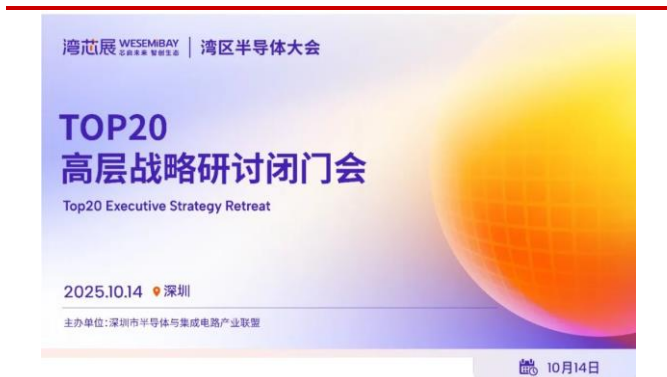 湾芯展 WESEMiBAY 芯启未来 智创生态 | 湾区半导体大会
TOP20
高层战略研讨闭门会
Top20 Executive Strategy Retreat
2025.10.14 深圳
主办单位:深圳市半导体与集成电路产业联盟
10月14日